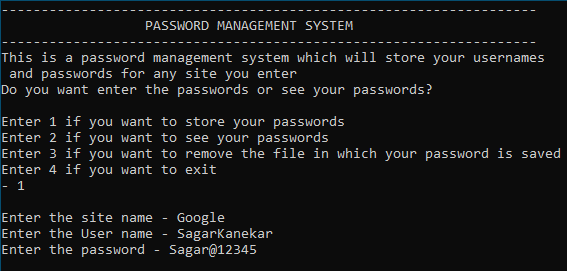 -------------------------------------------------------------------
PASSWORD MANAGEMENT SYSTEM
-------------------------------------------------------------------
This is a password management system which will store your usernames
and passwords for any site you enter
Do you want enter the passwords or see your passwords?
Enter 1 if you want to store your passwords
Enter 2 if you want to see your passwords
Enter 3 if you want to remove the file in which your password is saved
Enter 4 if you want to exit
- 1
Enter the site name - Google
Enter the User name - SagarKanekar
Enter the password - Sagar@12345